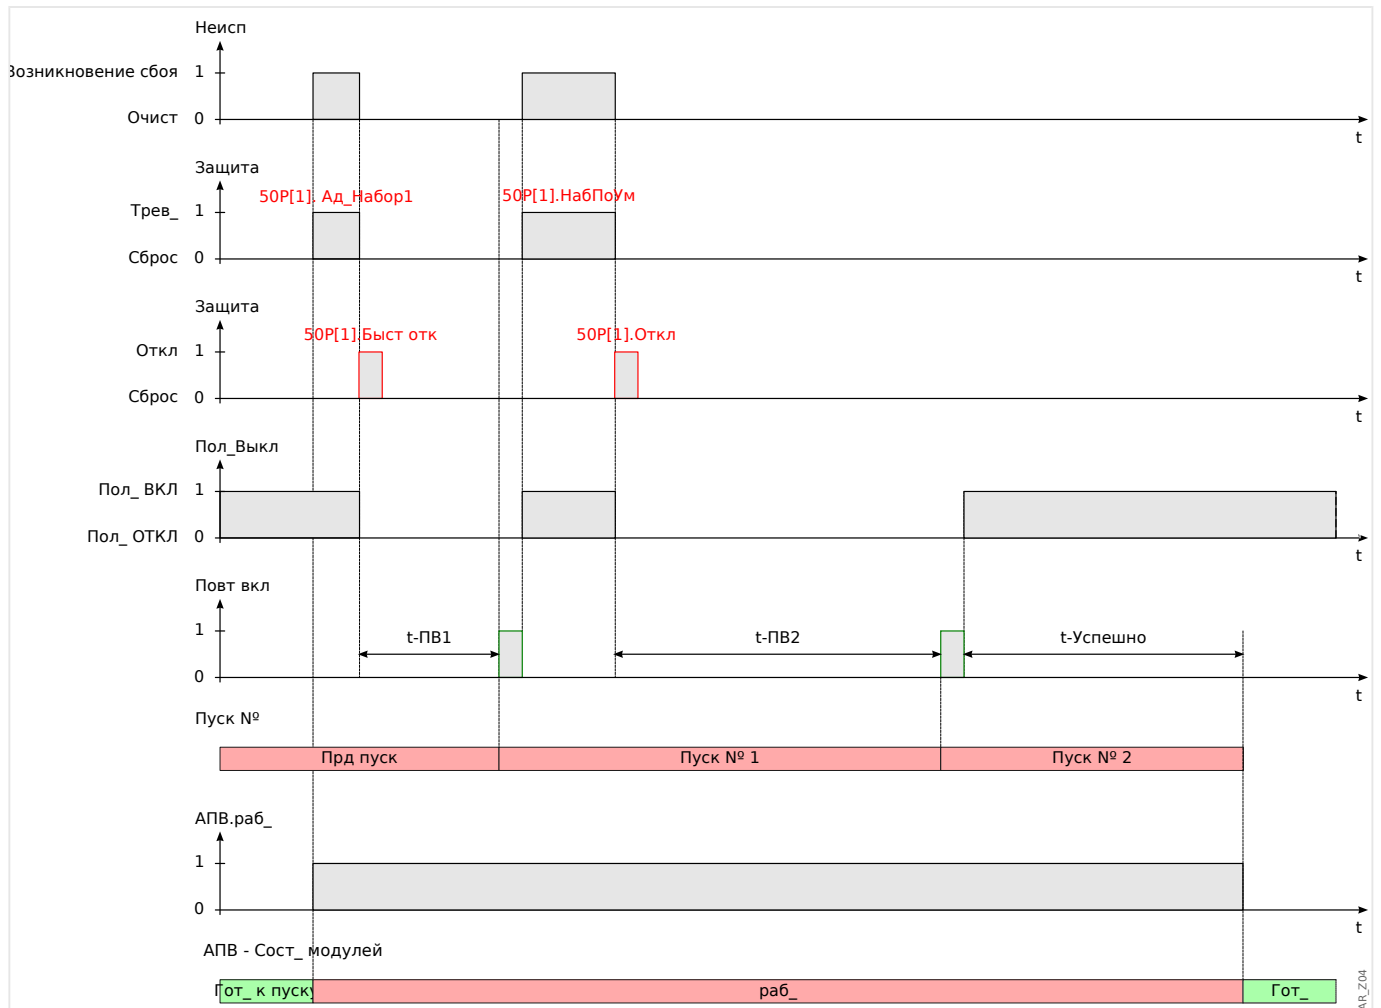 Неисп
Возникновение сбоя 1
Очист 0
t
Защита
50P[1]. Ад_Набор1 50P[1].НабПоУм
Трев_ 1
Сброс 0
t
Защита
50P[1].Быст отк 50P[1].Откл
Откл 1
Сброс 0
t
Пол_Выкл
Пол_ ВКЛ 1
Пол_ ОТКЛ 0
t
Повт вкл
1 t-ПВ1 t-ПВ2 t-Успешно
0
t
Пуск №
Прд пуск Пуск № 1 Пуск № 2
АПВ.раб_
1
0
t
АПВ - Сост_ модулей
Гот_ к пуску раб_ Гот_
AR_Z04